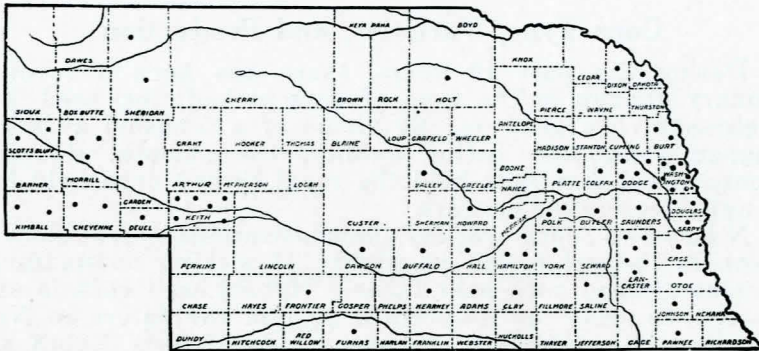 KEYA PAHA BOYD
DAWES
KNOX
CEDAR DIXON DAKOTA
SIOUX BOX BUTTE SHERIDAN CHERRY BROWN ROCK HOLT PIERCE WAYNE THURSTON
ANTELOPE
SCOTTS BLUFF GRANT HOOKER THOMAS BLAINE LOUP GARFIELD WHEELER MADISON STANTON CUMING BURT
BOONE
BANNER MORRILL ARTHUR McPHERSON LOGAN VALLEY GREELEY NANCE PLATTE COLFAX DODGE WASHINGTON
GARDEN
KEITH DOUGLAS
KIMBALL CHEYENNE DEUEL CUSTER SHERMAN HOWARD MERRICK POLK BUTLER SAUNDERS SARPY
CASS
PERKINS LINCOLN DAWSON BUFFALO HALL HAMILTON YORK SEWARD LANCASTER
OTOE
CHASE HAYES FRONTIER GOSPER PHELPS KEARNEY ADAMS CLAY FILLMORE SALINE
JOHNSON NEMAHA
DUNDY HITCHCOCK RED WILLOW FURNAS HARLAN FRANKLIN WEBSTER NUCKOLLS THAYER JEFFERSON GAGE PAWNEE RICHARDSON